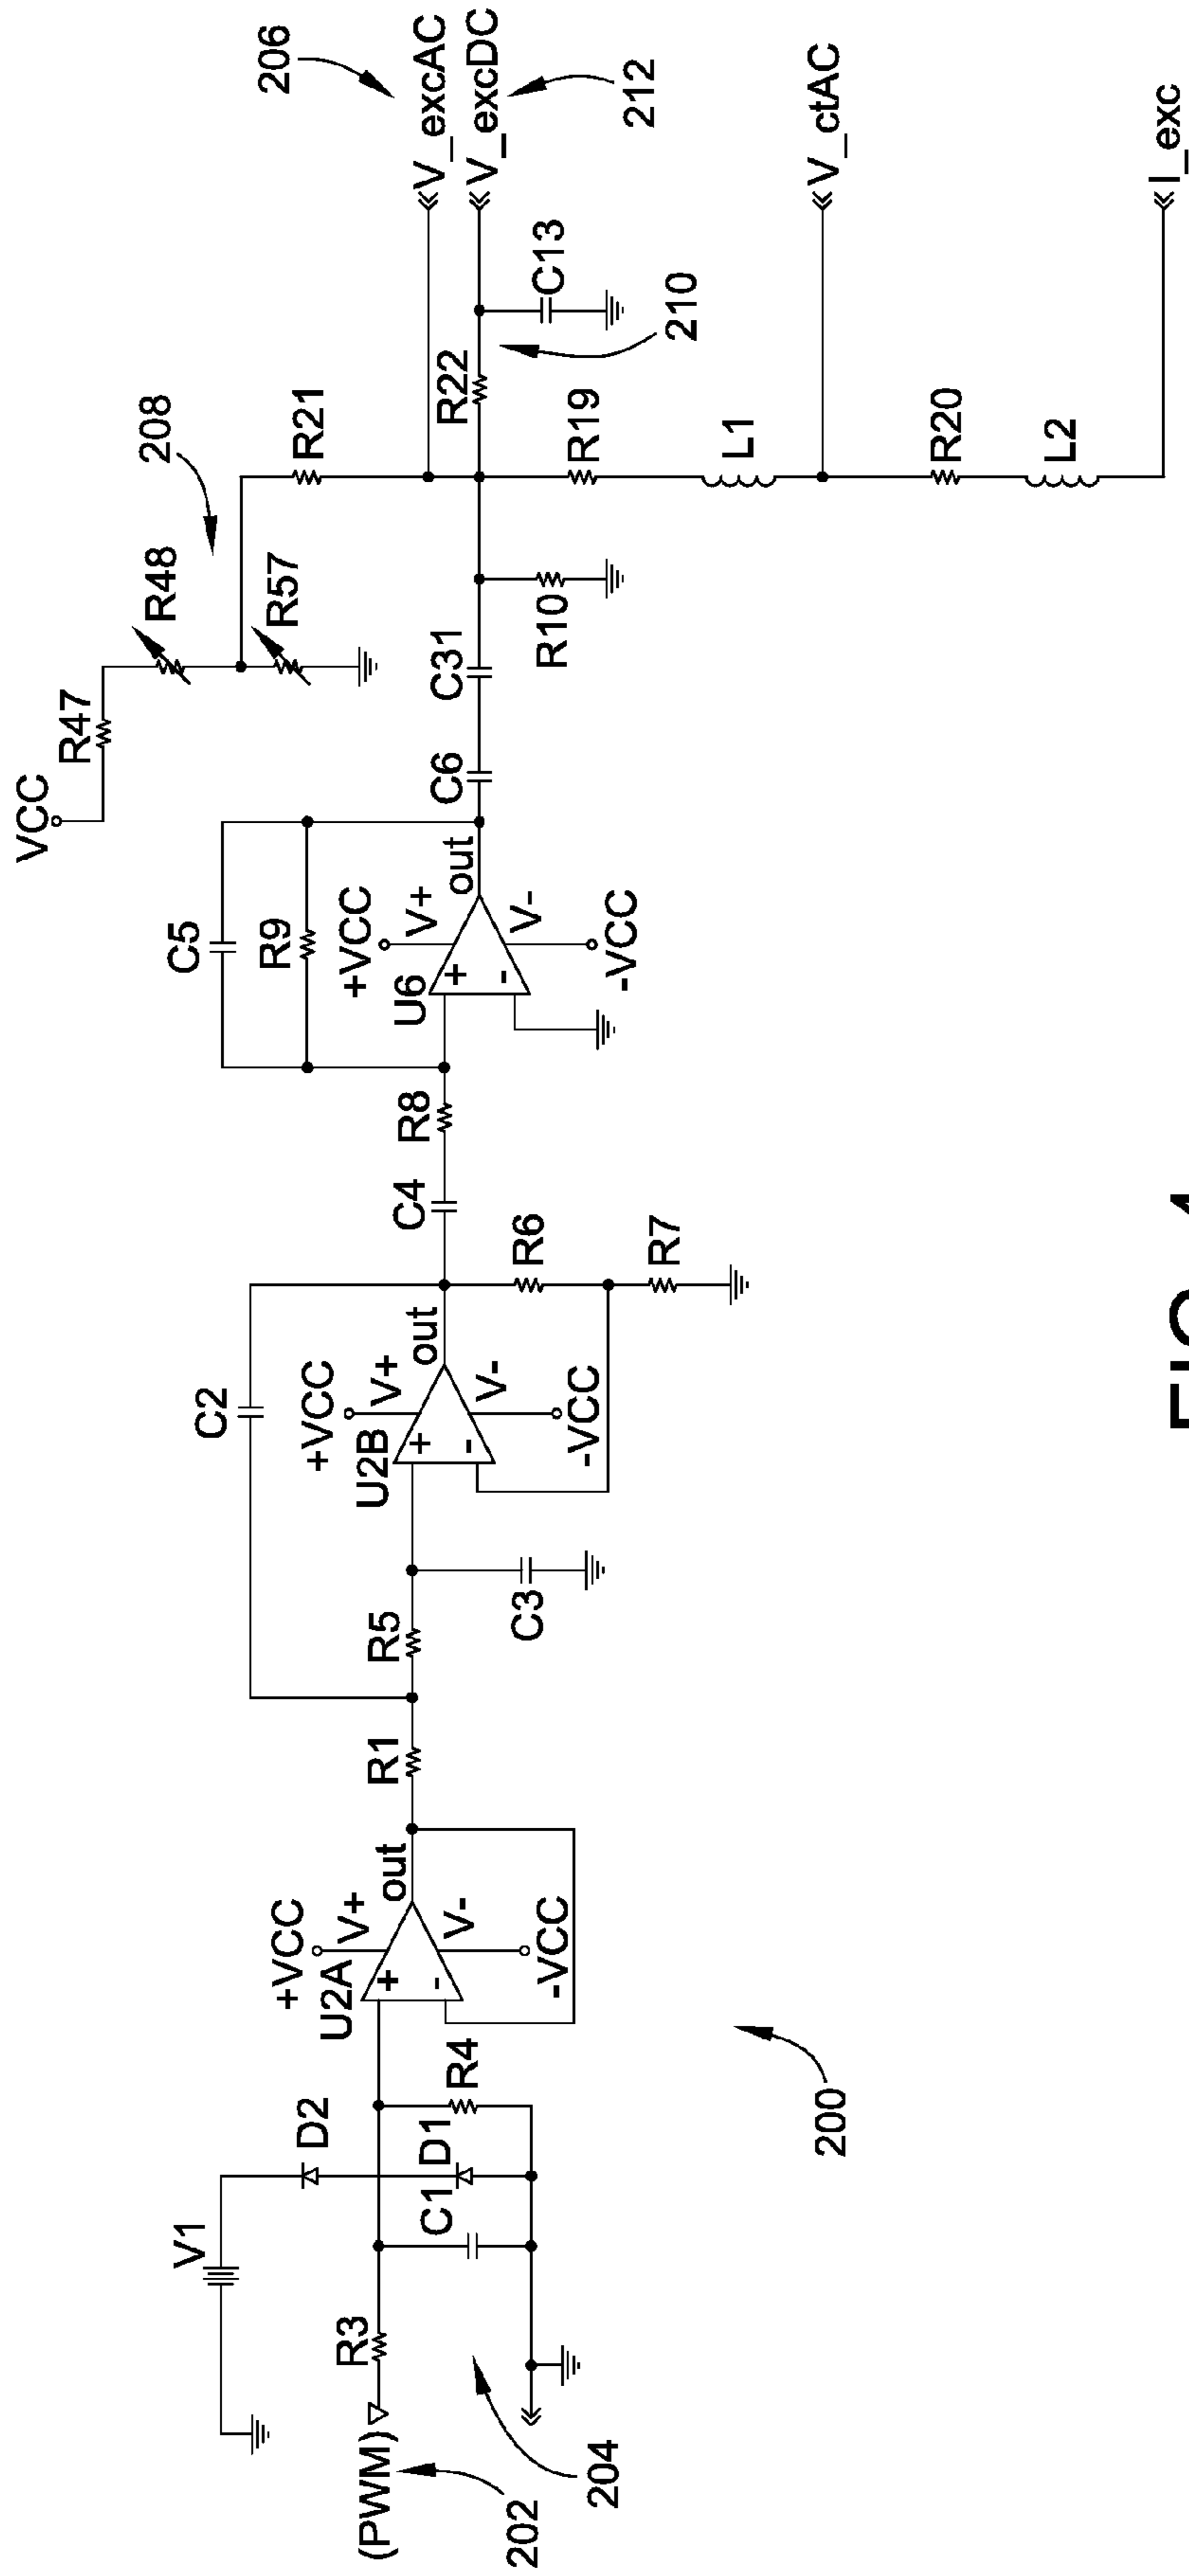 VCC
R47
R48
208
R57
R21
206
V_excAC
V_excDC
212
R22
C13
210
R19
L1
V_ctAC
R20
L2
I_exc
R10
C31
C6
C5
R9
+VCC
V+
out
U6
+
-
V-
-VCC
R8
C4
C2
+VCC
V+
out
U2B
+
-
V-
-VCC
R6
R7
R5
C3
R1
+VCC
V+
out
U2A
+
-
V-
-VCC
V1
D2
D1
R4
C1
R3
(PWM)
202
204
200